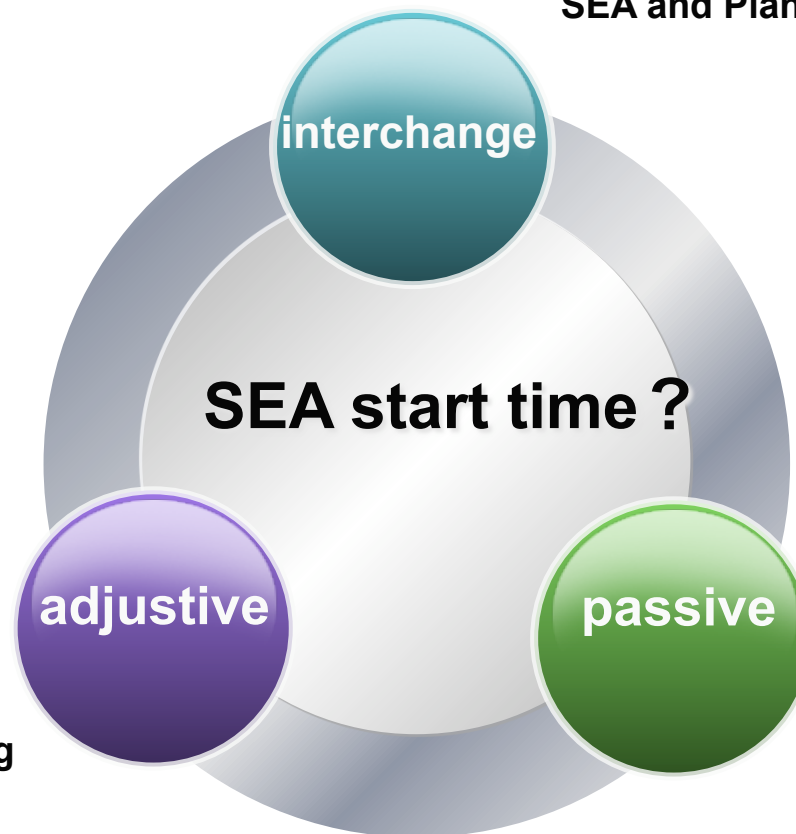 SEA and Plan
interchange
SEA start time？
adjustive
passive
g